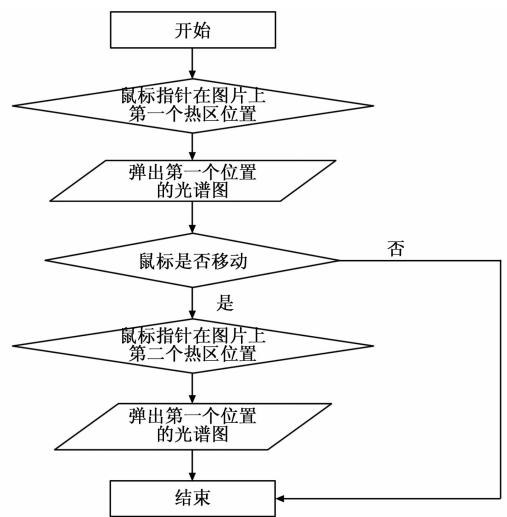 开始
鼠标指针在图片上
第一个热区位置
弹出第一个位置
的光谱图
鼠标是否移动
否
是
鼠标指针在图片上
第二个热区位置
弹出第一个位置
的光谱图
结束